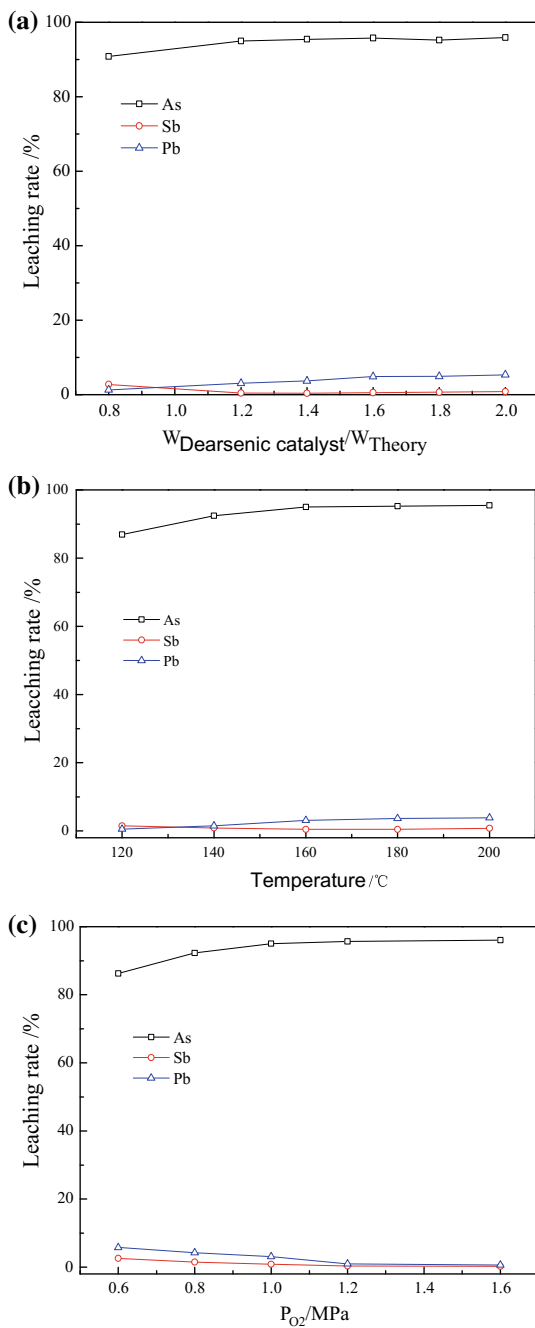 (a)
100
80
60
40
20
0
Leaching rate /%
As
Sb
Pb
0.8 1.0 1.2 1.4 1.6 1.8 2.0
WDearsenic catalyst/WTheory
(b)
100
80
60
40
20
0
Leacching rate /%
As
Sb
Pb
120 140 160 180 200
Temperature /℃
(c)
100
80
60
40
20
0
Leaching rate /%
As
Sb
Pb
0.6 0.8 1.0 1.2 1.4 1.6
PO2/MPa